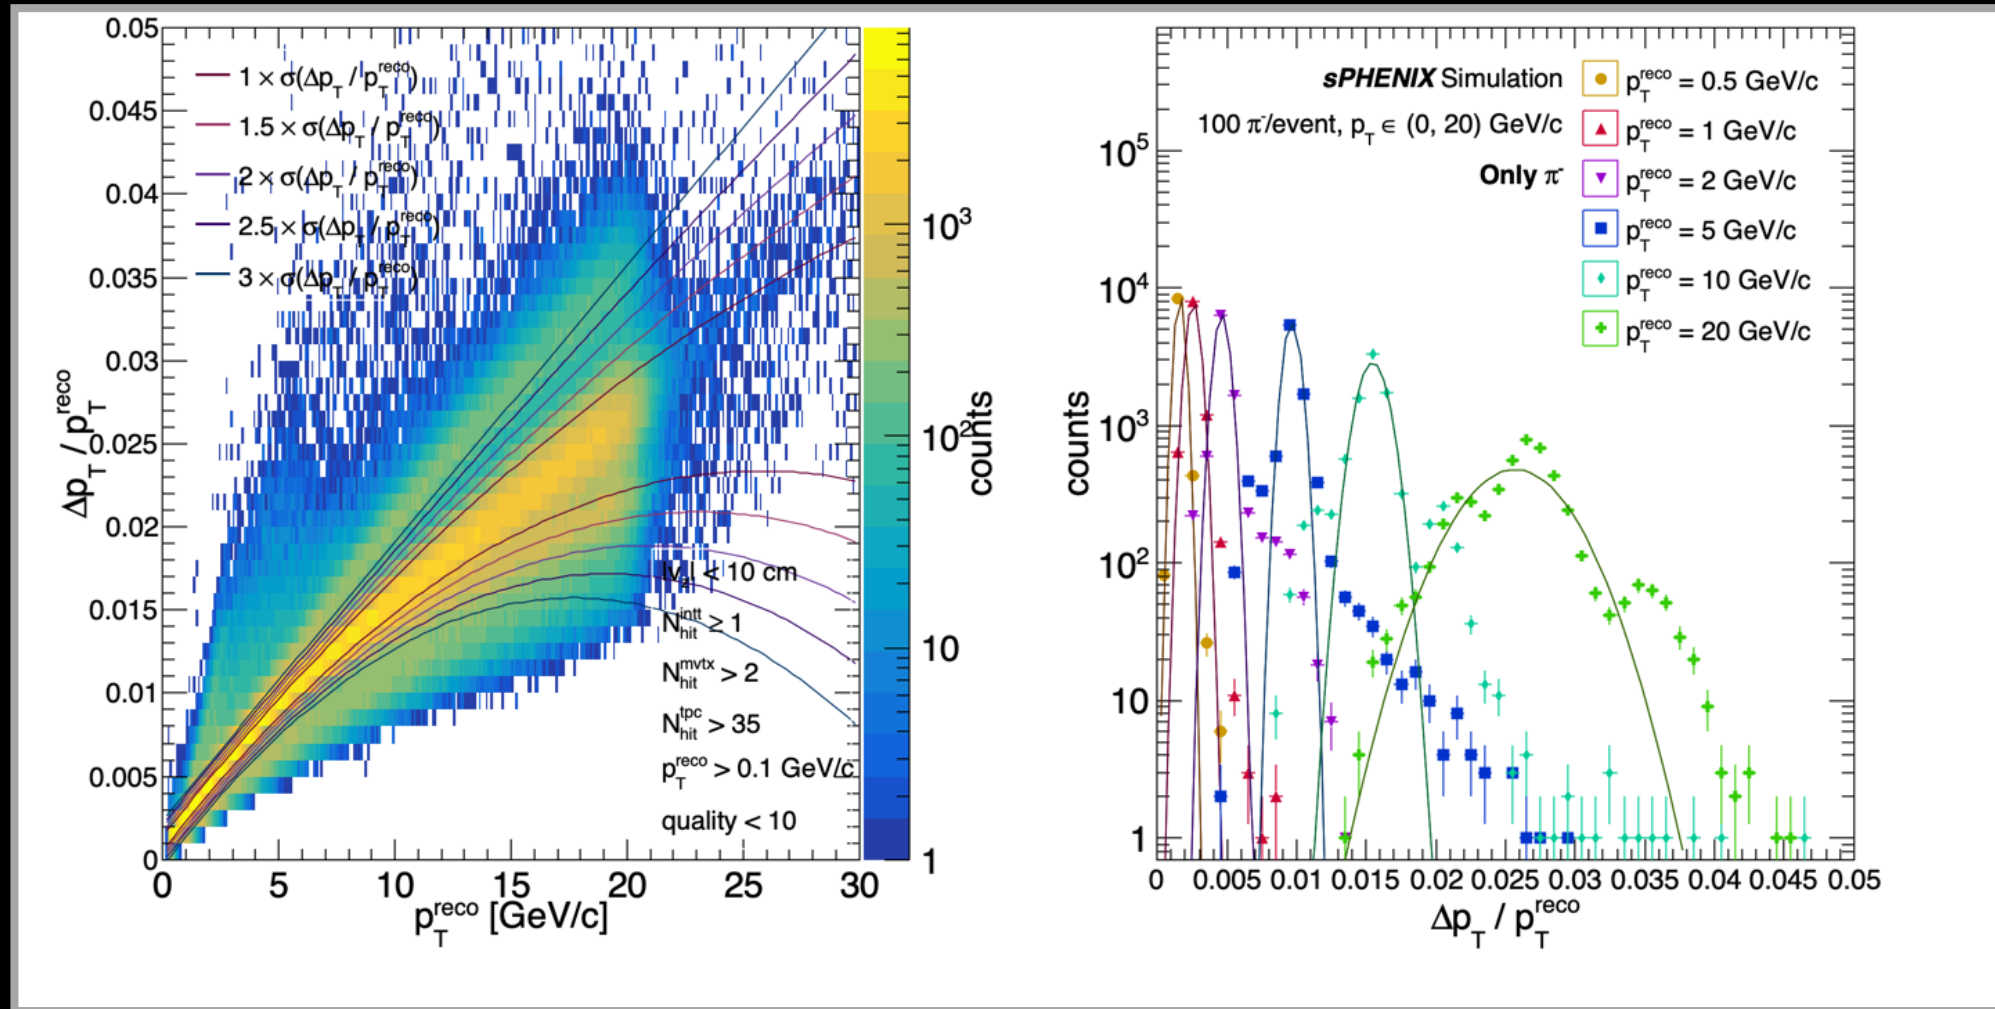 0.05
0.045
0.04
0.035
0.03
0.025
0.02
0.015
0.01
0.005
0
Δp_T / p_T^reco
1 × σ(Δp_T / p_T^reco)
1.5 × σ(Δp_T / p_T^reco)
2 × σ(Δp_T / p_T^reco)
2.5 × σ(Δp_T / p_T^reco)
3 × σ(Δp_T / p_T^reco)
|v_z| < 10 cm
N_hit^intt ≥ 1
N_hit^mvtx > 2
N_hit^tpc > 35
p_T^reco > 0.1 GeV/c
quality < 10
0 5 10 15 20 25 30
p_T^reco [GeV/c]
10^3
10^2
10
1
counts
counts
10^5
10^4
10^3
10^2
10
1
sPHENIX Simulation
100 π^-/event, p_T ∈ (0, 20) GeV/c
Only π^-
p_T^reco = 0.5 GeV/c
p_T^reco = 1 GeV/c
p_T^reco = 2 GeV/c
p_T^reco = 5 GeV/c
p_T^reco = 10 GeV/c
p_T^reco = 20 GeV/c
0 0.005 0.01 0.015 0.02 0.025 0.03 0.035 0.04 0.045 0.05
Δp_T / p_T^reco